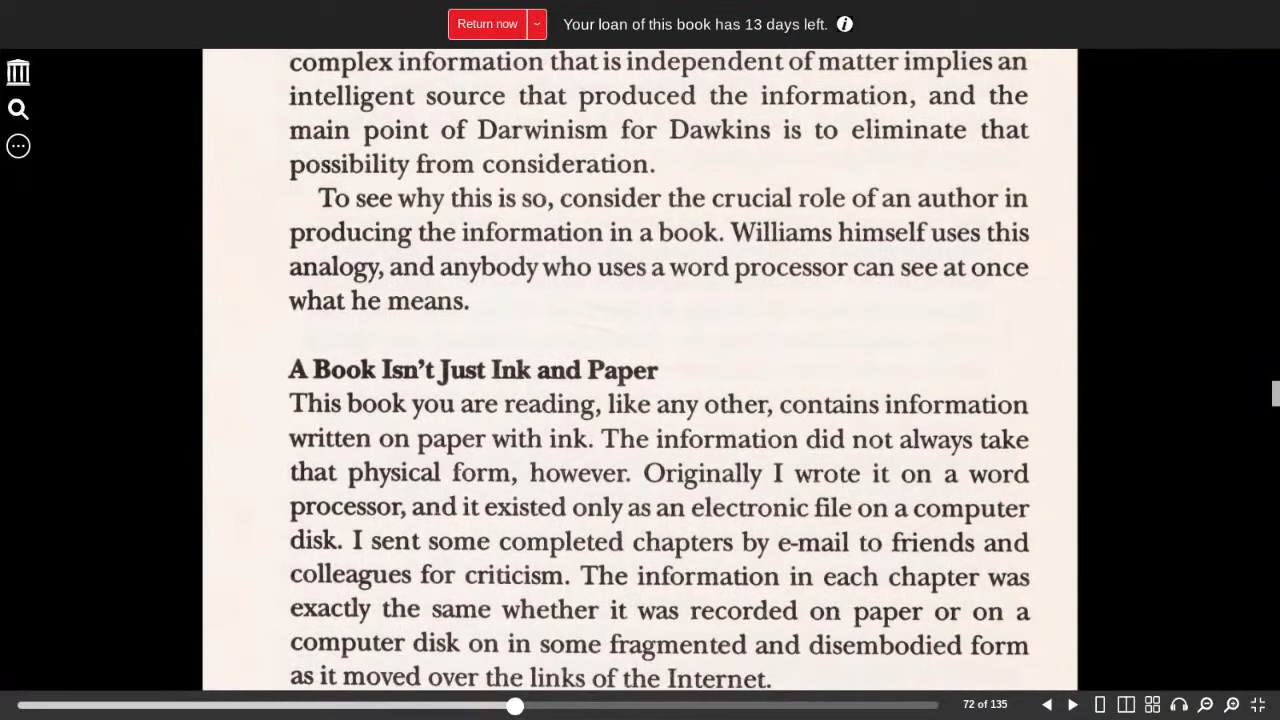 Return now
Your loan of this book has 13 days left.
complex information that is independent of matter implies an
intelligent source that produced the information, and the
main point of Darwinism for Dawkins is to eliminate that
possibility from consideration.
To see why this is so, consider the crucial role of an author in
producing the information in a book. Williams himself uses this
analogy, and anybody who uses a word processor can see at once
what he means.
A Book Isn't Just Ink and Paper
This book you are reading, like any other, contains information
written on paper with ink. The information did not always take
that physical form, however. Originally I wrote it on a word
processor, and it existed only as an electronic file on a computer
disk. I sent some completed chapters by e-mail to friends and
colleagues for criticism. The information in each chapter was
exactly the same whether it was recorded on paper or on a
computer disk on in some fragmented and disembodied form
as it moved over the links of the Internet.
72 of 135